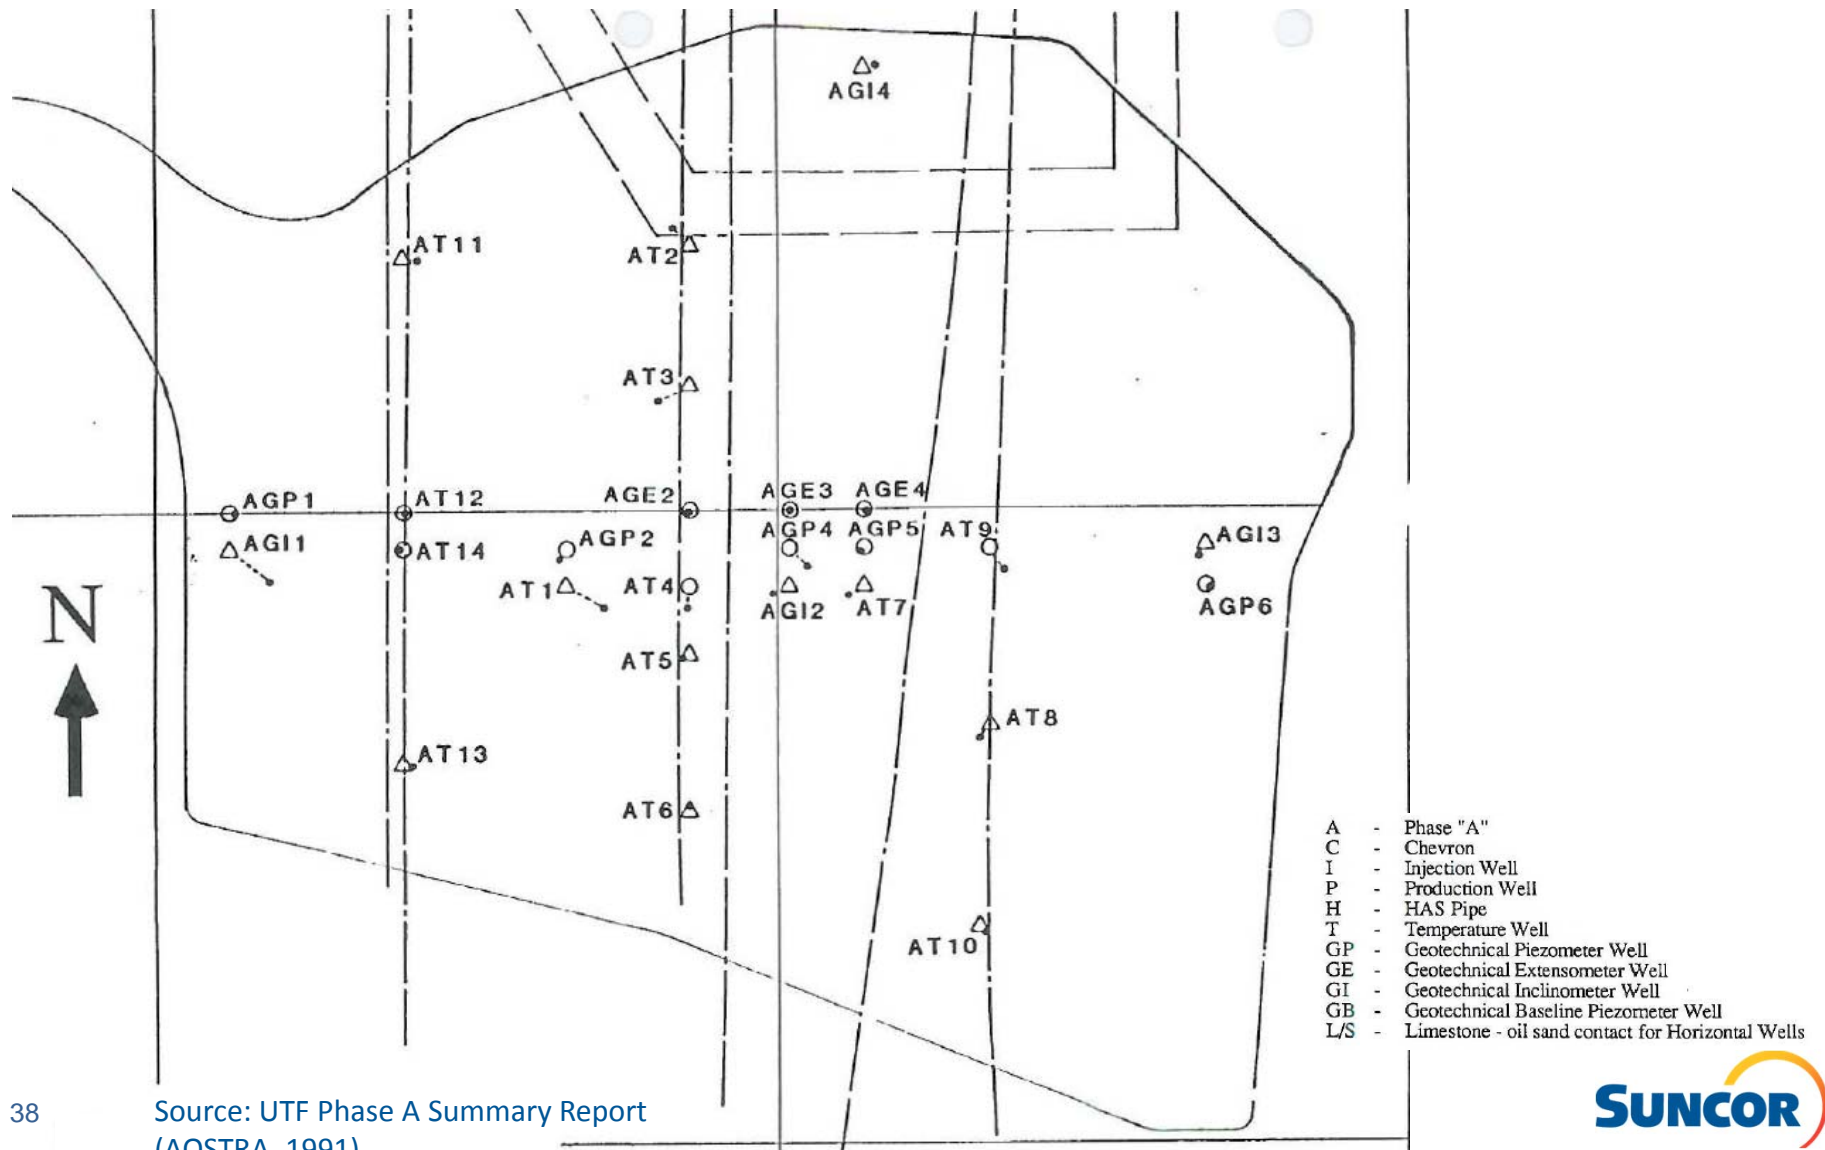 AGI4
AT11
AT2
AT3
AGP1
AT12
AGE2
AGE3
AGE4
AGI1
AT14
AGP2
AGP4
AGP5
AT9
AGI3
AT1
AT4
AGI2
AT7
AGP6
N
AT5
AT8
AT13
AT6
AT10
A - Phase "A"
C - Chevron
I - Injection Well
P - Production Well
H - HAS Pipe
T - Temperature Well
GP - Geotechnical Piezometer Well
GE - Geotechnical Extensometer Well
GI - Geotechnical Inclinometer Well
GB - Geotechnical Baseline Piezometer Well
L/S - Limestone - oil sand contact for Horizontal Wells
38
Source: UTF Phase A Summary Report
(AOSTRA, 1991)
SUNCOR